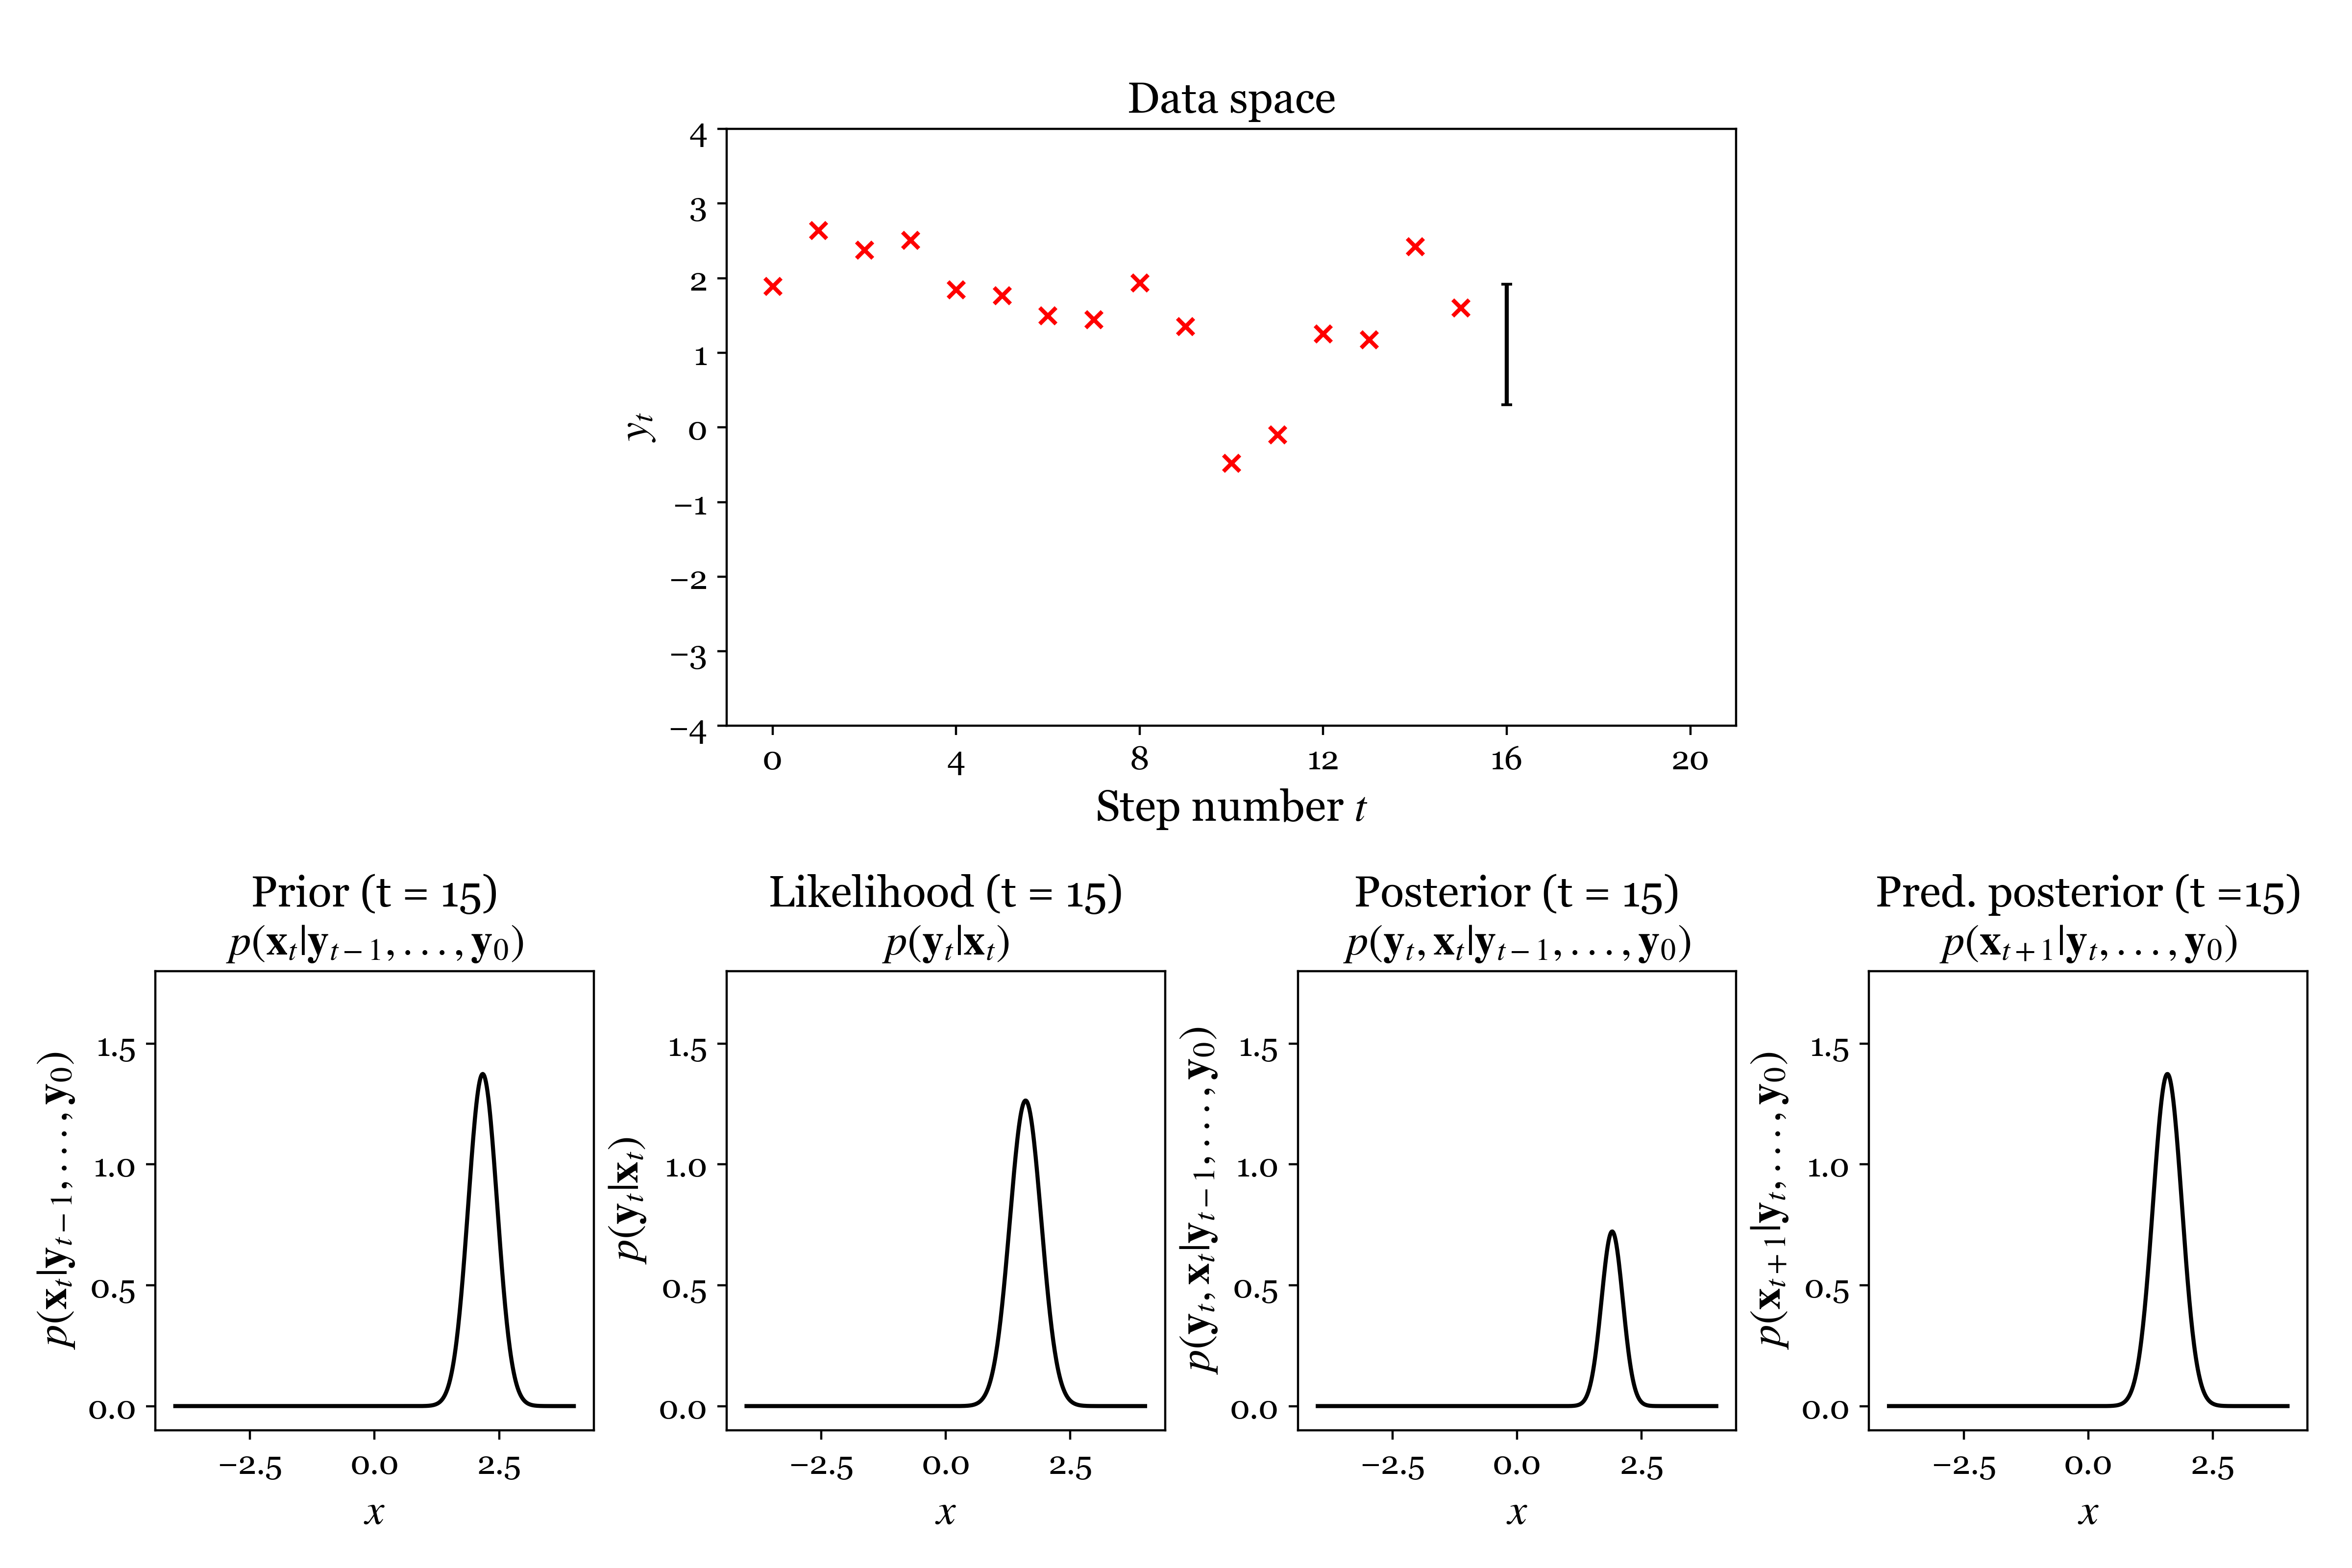 Data space
4
3
2
1
0
−1
−2
−3
−4
y_t
0 4 8 12 16 20
Step number t
Prior (t = 15)
p(x_t|y_{t−1}, . . . , y_0)
p(x_t|y_{t−1}, . . . , y_0)
1.5
1.0
0.5
0.0
−2.5 0.0 2.5
x
Likelihood (t = 15)
p(y_t|x_t)
p(y_t|x_t)
1.5
1.0
0.5
0.0
−2.5 0.0 2.5
x
Posterior (t = 15)
p(y_t, x_t|y_{t−1}, . . . , y_0)
p(y_t, x_t|y_{t−1}, . . . , y_0)
1.5
1.0
0.5
0.0
−2.5 0.0 2.5
x
Pred. posterior (t =15)
p(x_{t+1}|y_t, . . . , y_0)
p(x_{t+1}|y_t, . . . , y_0)
1.5
1.0
0.5
0.0
−2.5 0.0 2.5
x